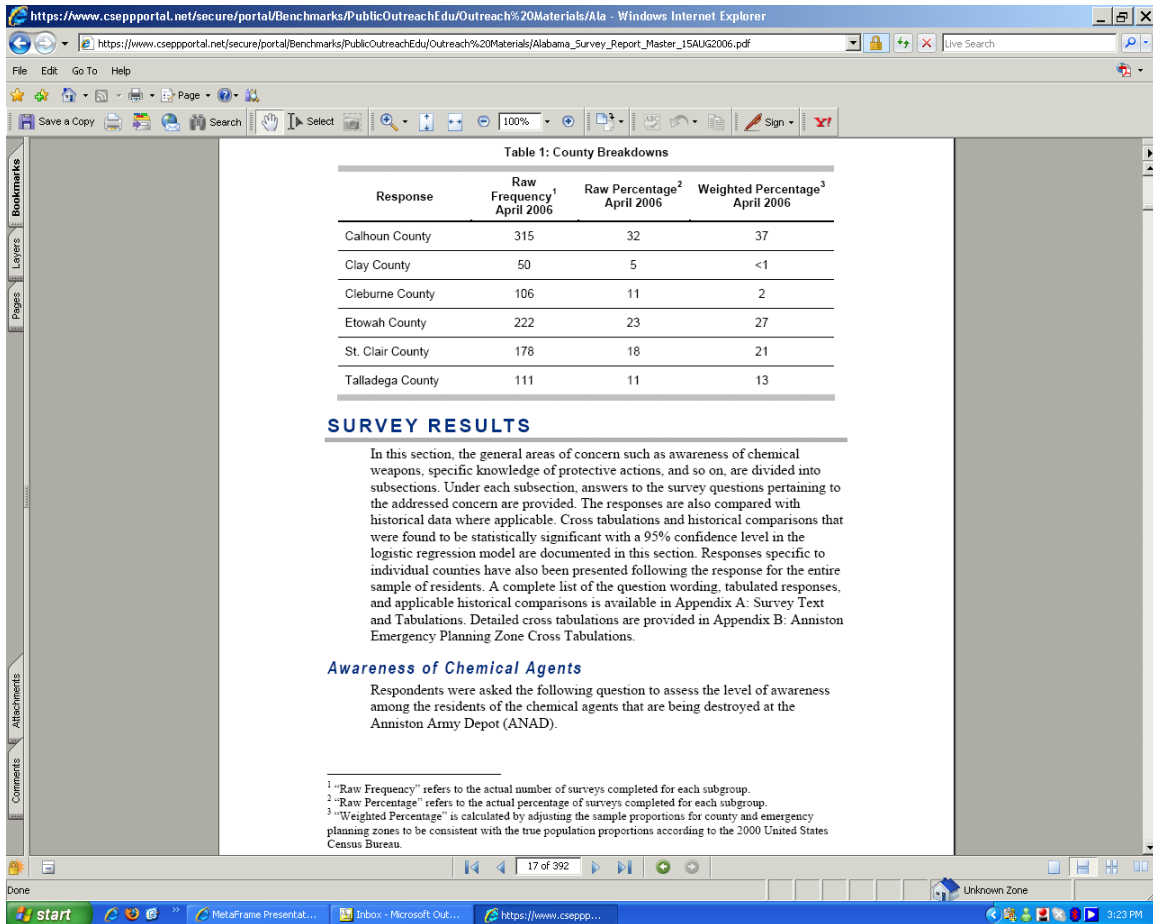 https://www.cseppportal.net/secure/portal/Benchmarks/PublicOutreachEdu/Outreach%20Materials/Ala - Windows Internet Explorer
https://www.cseppportal.net/secure/portal/Benchmarks/PublicOutreachEdu/Outreach%20Materials/Alabama_Survey_Report_Master_15AUG2006.pdf
Live Search
File Edit Go To Help
Page
Save a Copy Search Select 100% Sign Y!
Bookmarks
Layers
Pages
Attachments
Comments
Table 1: County Breakdowns
Response Raw Frequency1 April 2006 Raw Percentage2 April 2006 Weighted Percentage3 April 2006
Calhoun County 315 32 37
Clay County 50 5 <1
Cleburne County 106 11 2
Etowah County 222 23 27
St. Clair County 178 18 21
Talladega County 111 11 13
SURVEY RESULTS
In this section, the general areas of concern such as awareness of chemical
weapons, specific knowledge of protective actions, and so on, are divided into
subsections. Under each subsection, answers to the survey questions pertaining to
the addressed concern are provided. The responses are also compared with
historical data where applicable. Cross tabulations and historical comparisons that
were found to be statistically significant with a 95% confidence level in the
logistic regression model are documented in this section. Responses specific to
individual counties have also been presented following the response for the entire
sample of residents. A complete list of the question wording, tabulated responses,
and applicable historical comparisons is available in Appendix A: Survey Text
and Tabulations. Detailed cross tabulations are provided in Appendix B: Anniston
Emergency Planning Zone Cross Tabulations.
Awareness of Chemical Agents
Respondents were asked the following question to assess the level of awareness
among the residents of the chemical agents that are being destroyed at the
Anniston Army Depot (ANAD).
1 "Raw Frequency" refers to the actual number of surveys completed for each subgroup.
2 "Raw Percentage" refers to the actual percentage of surveys completed for each subgroup.
3 "Weighted Percentage" is calculated by adjusting the sample proportions for county and emergency
planning zones to be consistent with the true population proportions according to the 2000 United States
Census Bureau.
17 of 392
Done
Unknown Zone
start MetaFrame Presentat... Inbox - Microsoft Out... https://www.cseppp... 3:23 PM